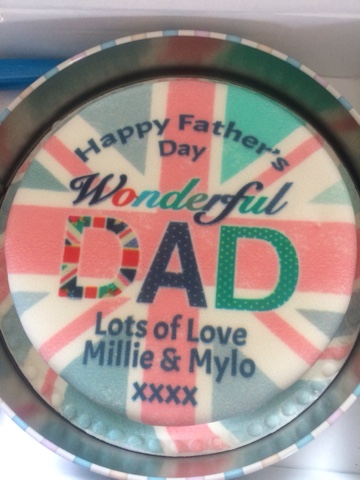 Happy Father's
Day
Wonderful
DAD
Lots of Love
Millie & Mylo
xxxx